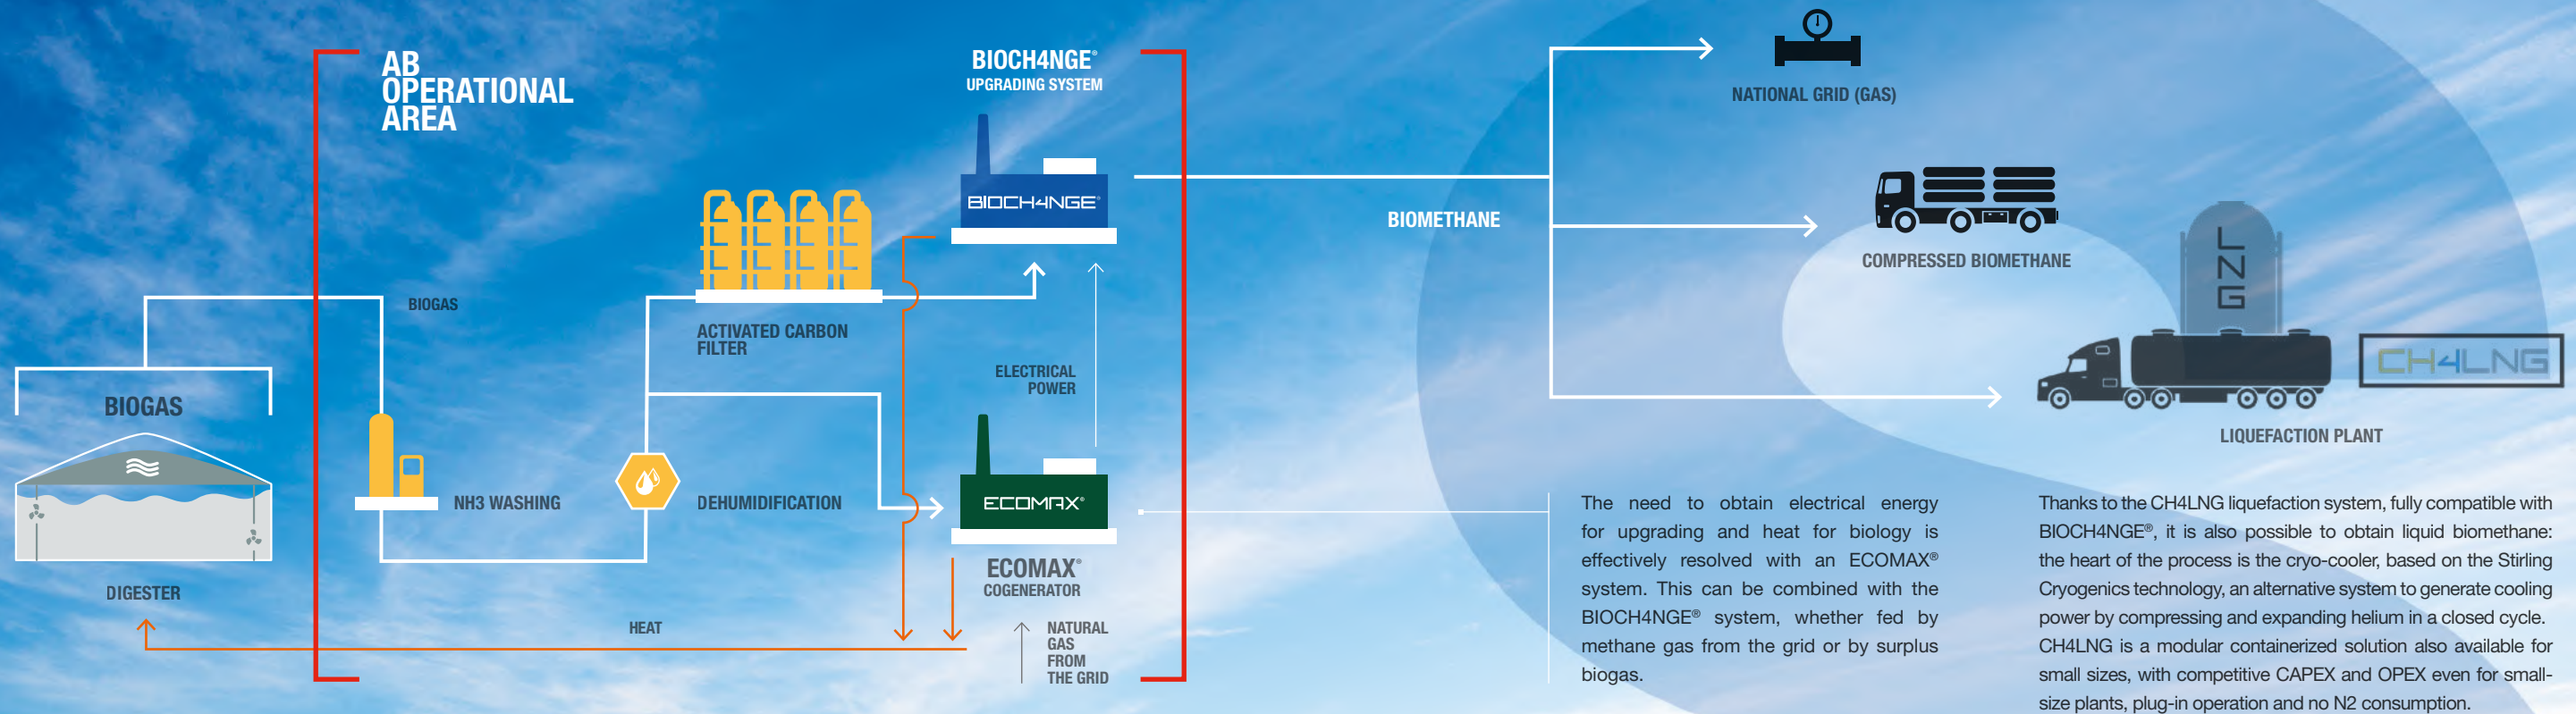 AB
OPERATIONAL
AREA
BIOCH4NGE®
UPGRADING SYSTEM
BIOCH4NGE®
NATIONAL GRID (GAS)
BIOMETHANE
COMPRESSED BIOMETHANE
LNG
CH4LNG
LIQUEFACTION PLANT
BIOGAS
ACTIVATED CARBON
FILTER
ELECTRICAL
POWER
BIOGAS
NH3 WASHING
DEHUMIDIFICATION
ECOMAX®
ECOMAX®
COGENERATOR
DIGESTER
HEAT
NATURAL
GAS
FROM
THE GRID
The need to obtain electrical energy
for upgrading and heat for biology is
effectively resolved with an ECOMAX®
system. This can be combined with the
BIOCH4NGE® system, whether fed by
methane gas from the grid or by surplus
biogas.
Thanks to the CH4LNG liquefaction system, fully compatible with
BIOCH4NGE®, it is also possible to obtain liquid biomethane:
the heart of the process is the cryo-cooler, based on the Stirling
Cryogenics technology, an alternative system to generate cooling
power by compressing and expanding helium in a closed cycle.
CH4LNG is a modular containerized solution also available for
small sizes, with competitive CAPEX and OPEX even for small-
size plants, plug-in operation and no N2 consumption.